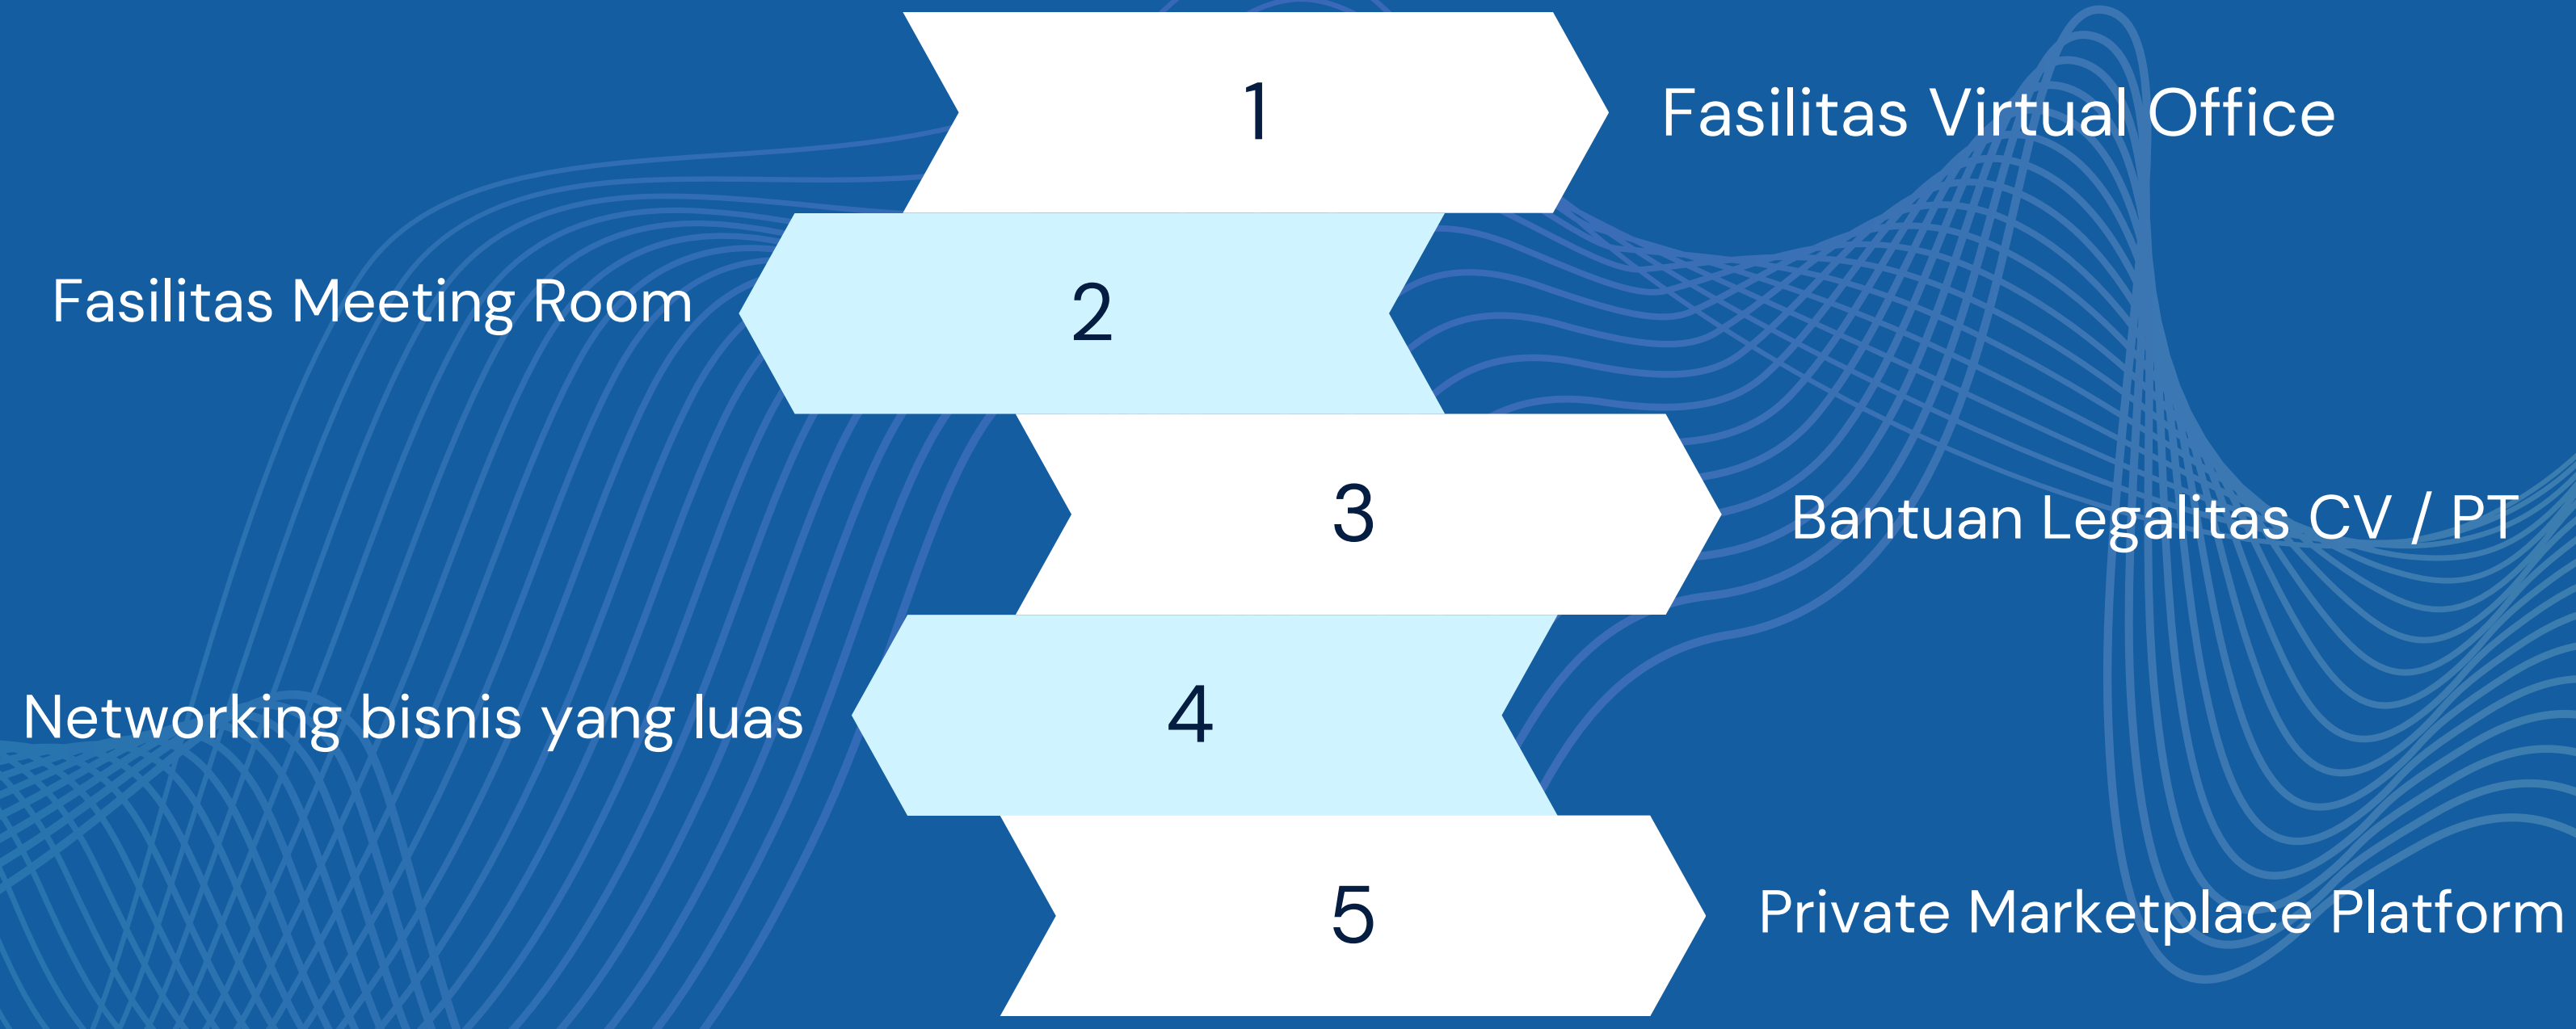 1
Fasilitas Virtual Office
Fasilitas Meeting Room
2
3
Bantuan Legalitas CV / PT
Networking bisnis yang luas
4
5
Private Marketplace Platform